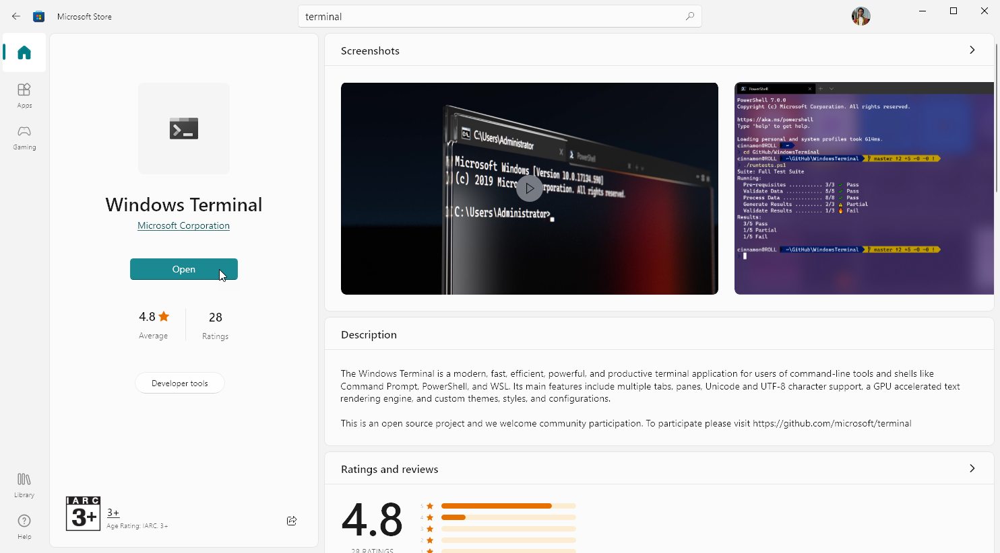 Microsoft Store
terminal
Apps
Gaming
Library
Help
Windows Terminal
Microsoft Corporation
Open
4.8
Average
28
Ratings
Developer tools
IARC
3+
3+
Age Rating: IARC. 3+
Screenshots
C:\Users\Administrator
PowerShell
Microsoft Windows [Version 10.0.17134.590]
C:\Users\Administrator>
PowerShell
PowerShell 7.0.0
Copyright (c) Microsoft Corporation. All rights reserved.
https://aka.ms/powershell
Type 'help' to get help.
Loading personal and system profiles took 614ms.
cinnamon@ROLL ~
cd GitHub/WindowsTerminal
cinnamon@ROLL ~\GitHub\WindowsTerminal master ↑2 +5 ~0 -0 !
./runtests.ps1
Suite: Full Test Suite
Running:
Pre-requisites ........... 3/3 ✓ Pass
Validate Data ............ 5/5 ✓ Pass
Process Data ............. 8/8 ✓ Pass
Generate Results ......... 2/3 Partial
Validate Results ......... 1/3 Fail
Results:
3/5 Pass
1/5 Partial
1/5 Fail
cinnamon@ROLL ~\GitHub\WindowsTerminal master ↑2 +5 ~0 -0 !
Description
The Windows Terminal is a modern, fast, efficient, powerful, and productive terminal application for users of command-line tools and shells like
Command Prompt, PowerShell, and WSL. Its main features include multiple tabs, panes, Unicode and UTF-8 character support, a GPU accelerated text
rendering engine, and custom themes, styles, and configurations.
This is an open source project and we welcome community participation. To participate please visit https://github.com/microsoft/terminal
Ratings and reviews
4.8
28 RATINGS
5
4
3
2
1